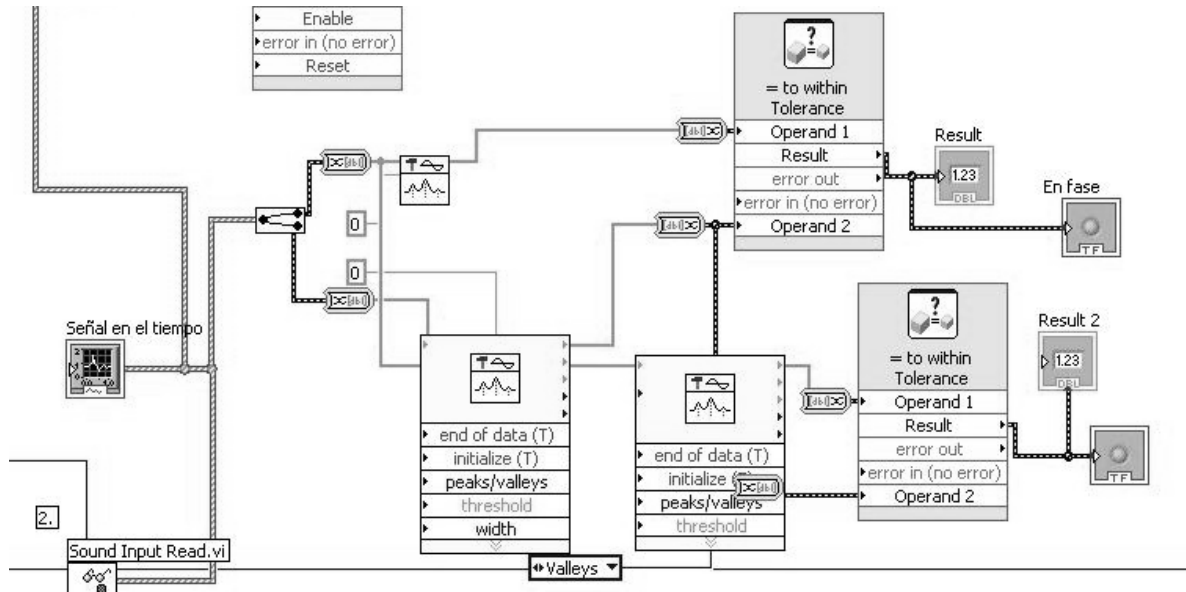 Enable
error in (no error)
Reset
= to within
Tolerance
Operand 1
Result
error out
error in (no error)
Operand 2
Result
1.23
DBL
En fase
TF
0
0
Señal en el tiempo
= to within
Tolerance
Operand 1
Result
error out
error in (no error)
Operand 2
Result 2
1.23
DBL
TF
end of data (T)
initialize (T)
peaks/valleys
threshold
width
end of data (T)
peaks/valleys
threshold
Valleys
2.
Sound Input Read.vi